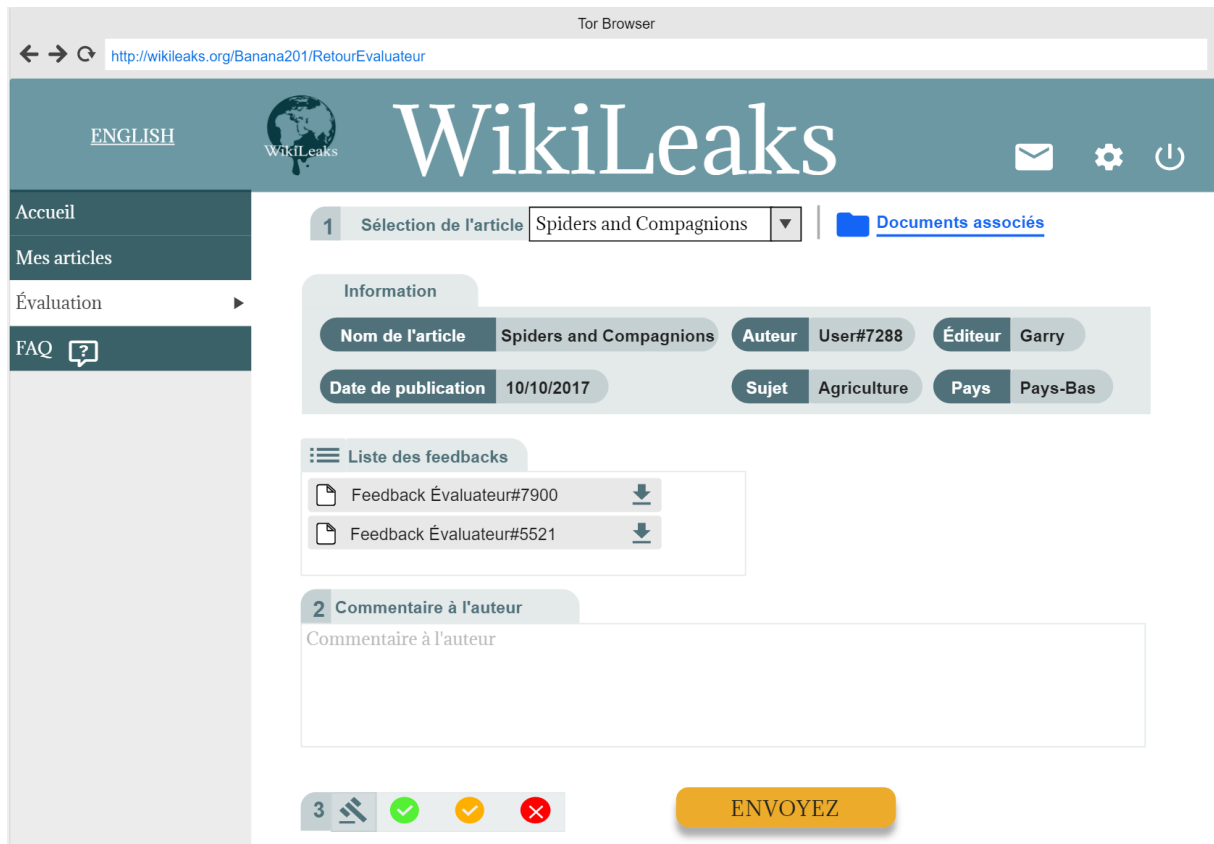 Tor Browser
http://wikileaks.org/Banana201/RetourEvaluateur
ENGLISH
WikiLeaks
WikiLeaks
Accueil
Mes articles
Évaluation
FAQ ?
1 Sélection de l'article Spiders and Compagnions Documents associés
Information
Nom de l'article Spiders and Compagnions Auteur User#7288 Éditeur Garry
Date de publication 10/10/2017 Sujet Agriculture Pays Pays-Bas
Liste des feedbacks
Feedback Évaluateur#7900
Feedback Évaluateur#5521
2 Commentaire à l'auteur
Commentaire à l'auteur
3 ENVOYEZ